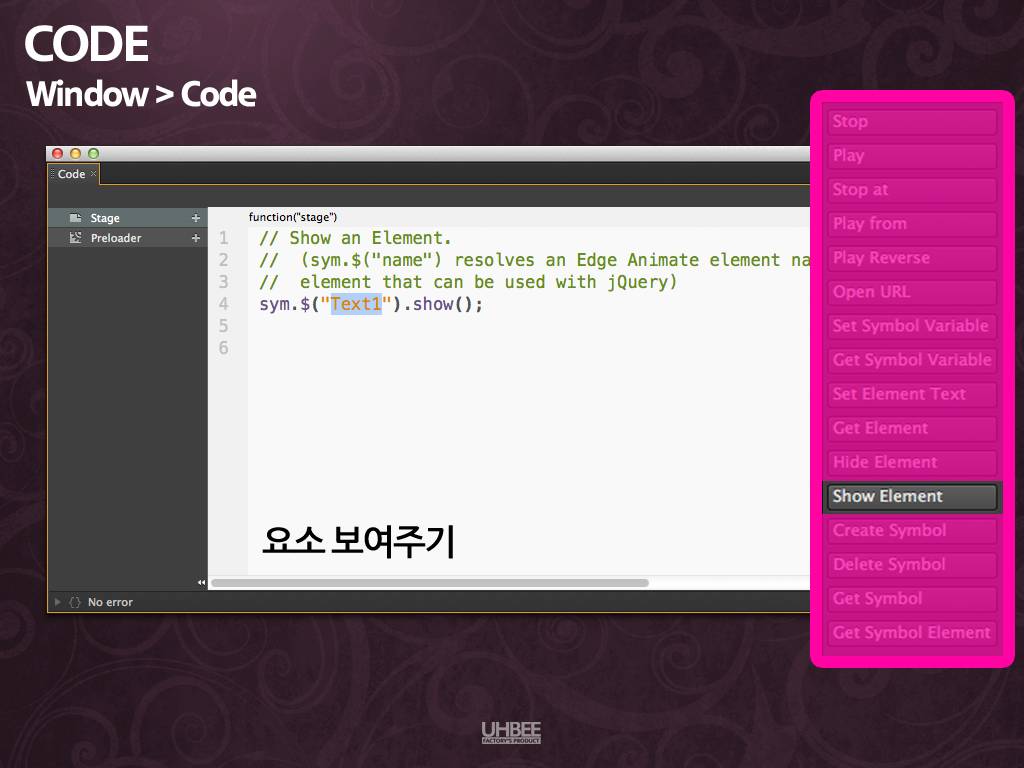 CODE
Window > Code
Code ×
Stage +
Preloader +
function("stage")
1 // Show an Element.
2 // (sym.$("name") resolves an Edge Animate element na
3 // element that can be used with jQuery)
4 sym.$("Text1").show();
5
6
요소 보여주기
{} No error
Stop
Play
Stop at
Play from
Play Reverse
Open URL
Set Symbol Variable
Get Symbol Variable
Set Element Text
Get Element
Hide Element
Show Element
Create Symbol
Delete Symbol
Get Symbol
Get Symbol Element
UHBEE
FACTORY'S PRODUCT